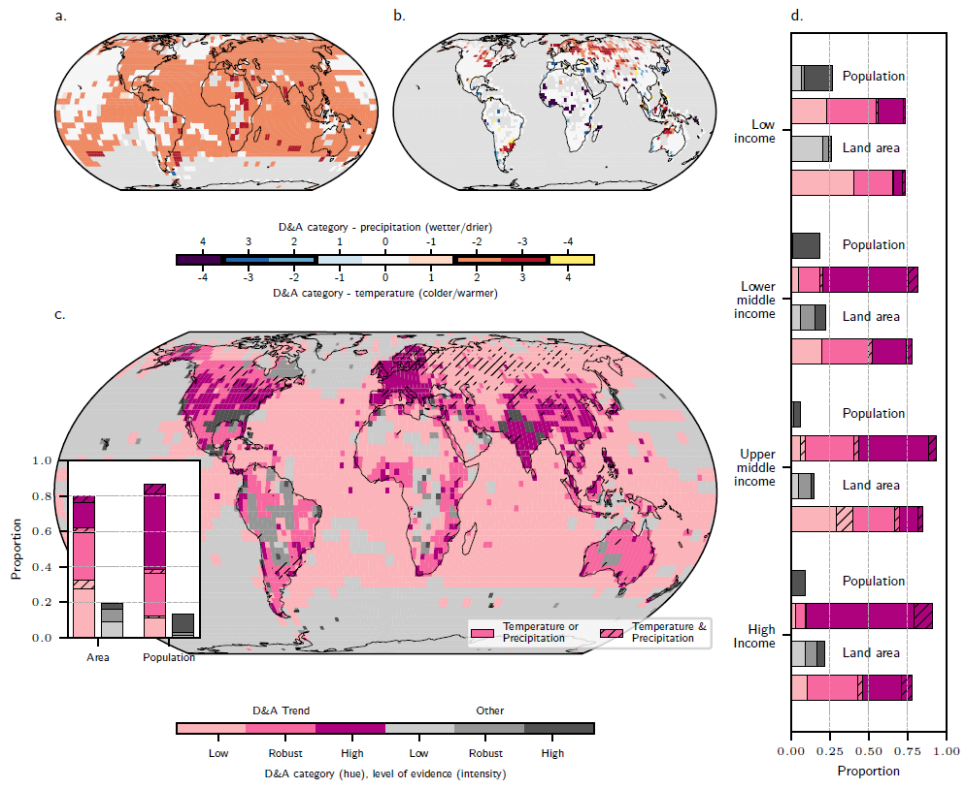 a.
b.
d.
D&A category - precipitation (wetter/drier)
4 3 2 1 0 -1 -2 -3 -4
-4 -3 -2 -1 0 1 2 3 4
D&A category - temperature (colder/warmer)
c.
1.0
0.8
0.6
0.4
0.2
0.0
Proportion
Area
Population
Temperature or
Precipitation
Temperature &
Precipitation
D&A Trend
Other
Low Robust High Low Robust High
D&A category (hue), level of evidence (intensity)
Population
Low
income
Land area
Population
Lower
middle
income
Land area
Population
Upper
middle
income
Land area
Population
High
Income
Land area
0.00 0.25 0.50 0.75 1.00
Proportion